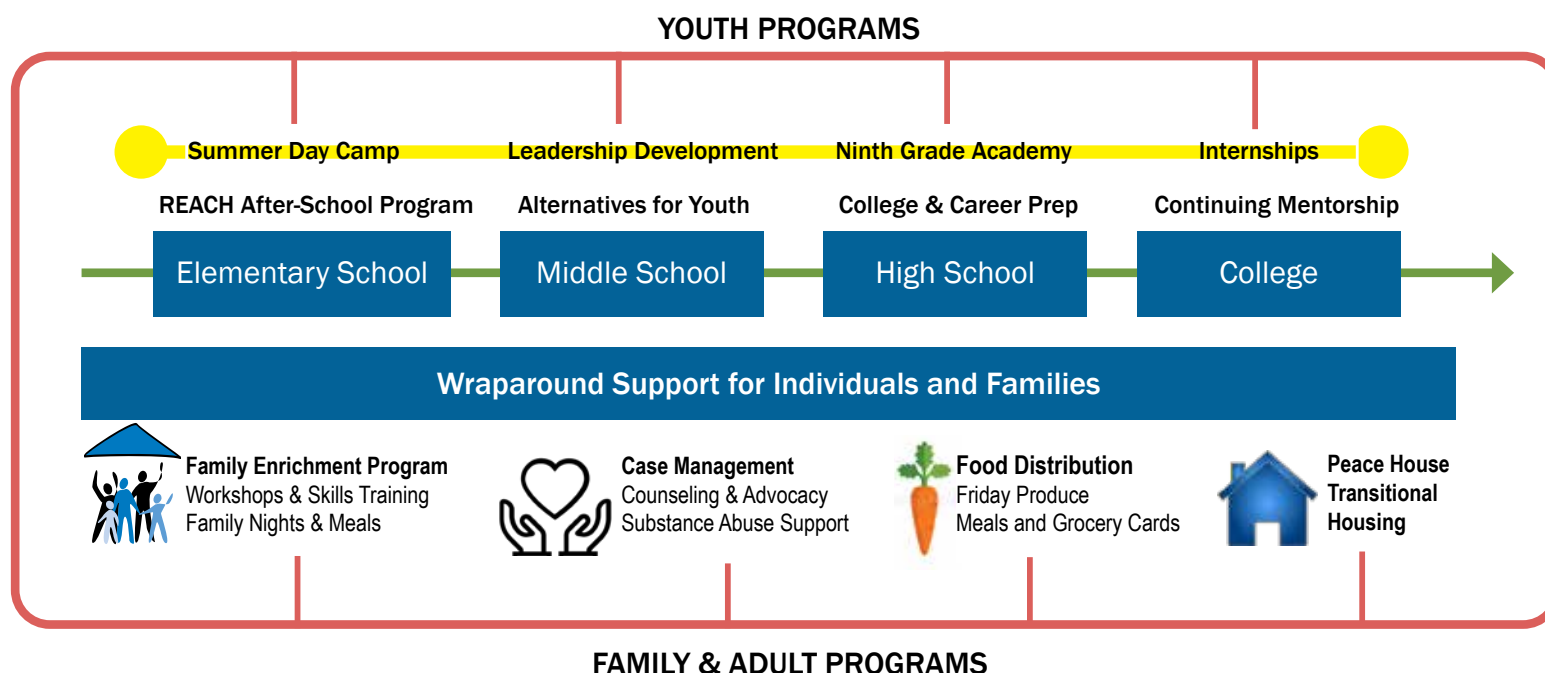 YOUTH PROGRAMS
Summer Day Camp
Leadership Development
Ninth Grade Academy
Internships
REACH After-School Program
Alternatives for Youth
College & Career Prep
Continuing Mentorship
Elementary School
Middle School
High School
College
Wraparound Support for Individuals and Families
Family Enrichment Program
Workshops & Skills Training
Family Nights & Meals
Case Management
Counseling & Advocacy
Substance Abuse Support
Food Distribution
Friday Produce
Meals and Grocery Cards
Peace House
Transitional
Housing
FAMILY & ADULT PROGRAMS